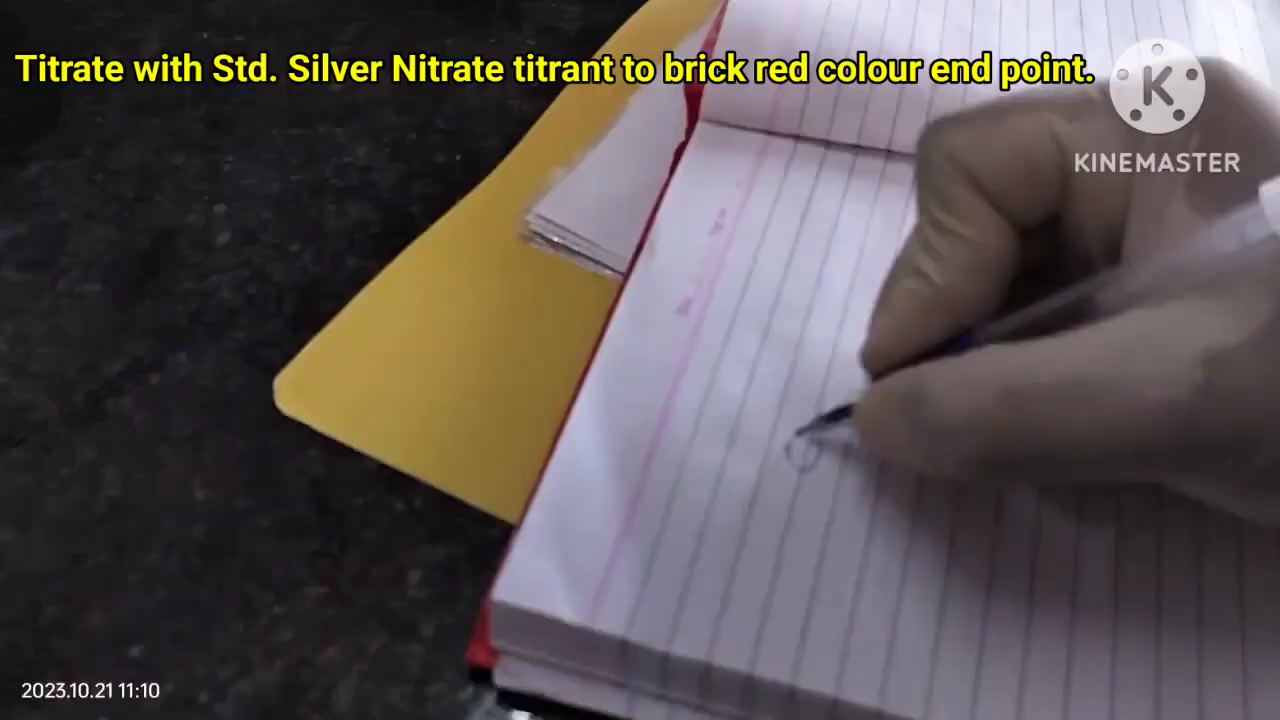 Titrate with Std. Silver Nitrate titrant to brick red colour end point.
K
KINEMASTER
2023.10.21 11:10